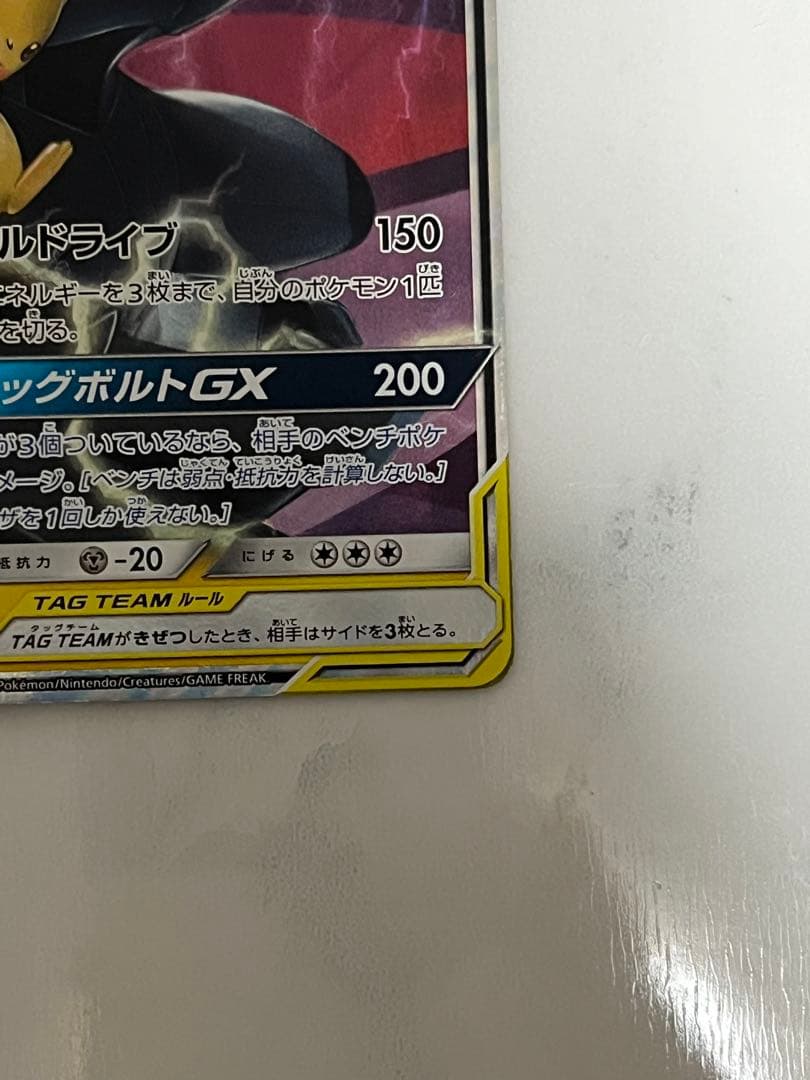 ルドライブ 150
エネルギーを3枚まで、自分のポケモン1匹
を切る。
ッグボルトGX 200
が3個ついているなら、相手のベンチポケ
メージ。[ベンチは弱点・抵抗力を計算しない。]
ザを1回しか使えない。]
抵抗力 -20 にげる
TAG TEAM ルール
TAG TEAMがきぜつしたとき、相手はサイドを3枚とる。
Pokémon/Nintendo/Creatures/GAME FREAK.